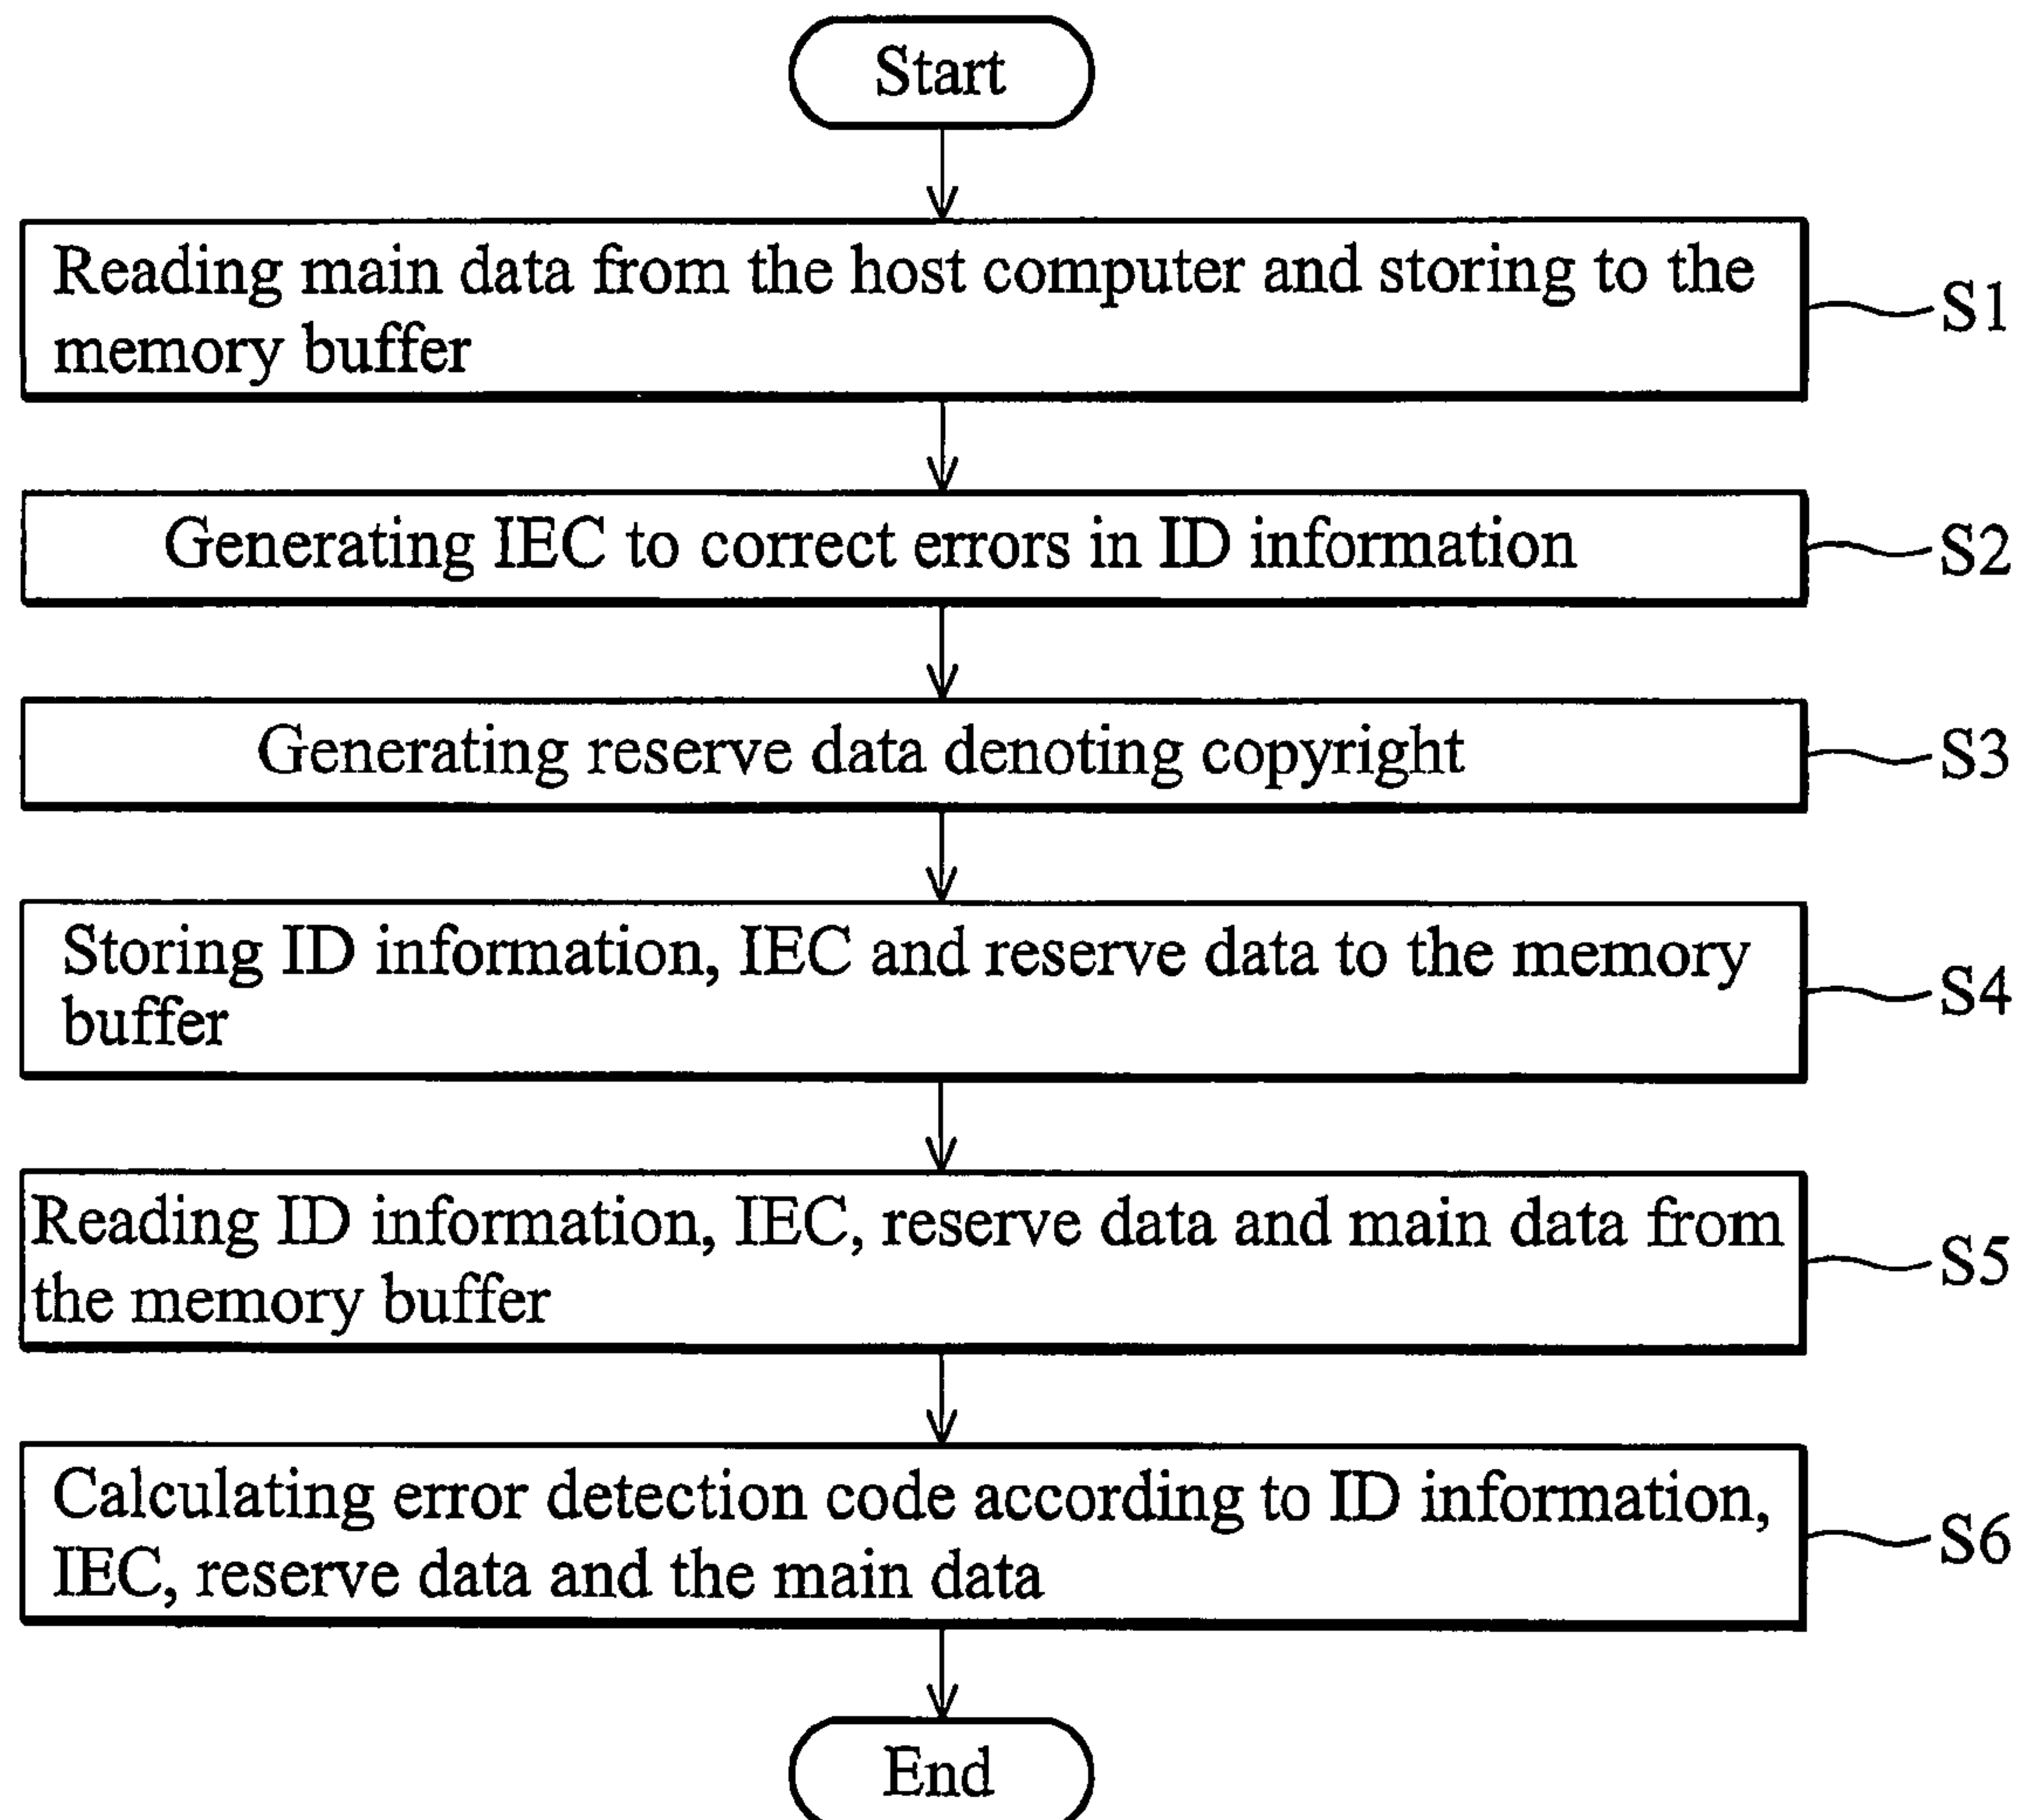 Start
Reading main data from the host computer and storing to the
memory buffer
S1
Generating IEC to correct errors in ID information
S2
Generating reserve data denoting copyright
S3
Storing ID information, IEC and reserve data to the memory
buffer
S4
Reading ID information, IEC, reserve data and main data from
the memory buffer
S5
Calculating error detection code according to ID information,
IEC, reserve data and the main data
S6
End